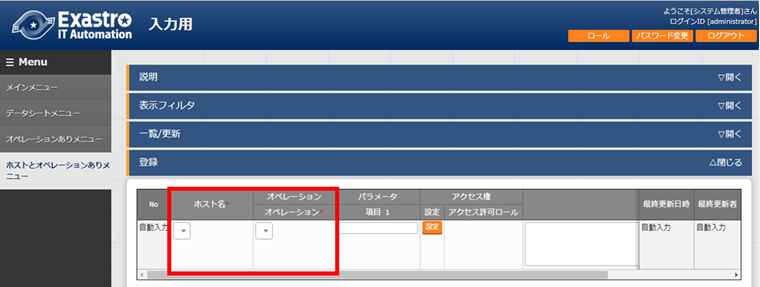 Exastro
IT Automation
入力用
ようこそ[システム管理者]さん
ログインID [administrator]
ロール
パスワード変更
ログアウト
Menu
メインメニュー
データシートメニュー
オペレーションありメニュー
ホストとオペレーションありメ
ニュー
説明
▽開く
表示フィルタ
▽開く
一覧/更新
▽開く
登録
△閉じる
No
ホスト名*
オペレーション
オペレーション*
パラメータ
項目 1
アクセス権
設定
アクセス許可ロール
最終更新日時
最終更新者
自動入力
設定
自動入力
自動入力